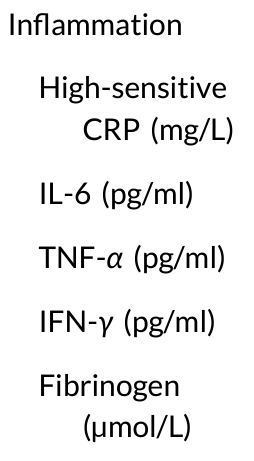 Inflammation
High-sensitive
CRP (mg/L)
IL-6 (pg/ml)
TNF-α (pg/ml)
IFN-γ (pg/ml)
Fibrinogen
(μmol/L)